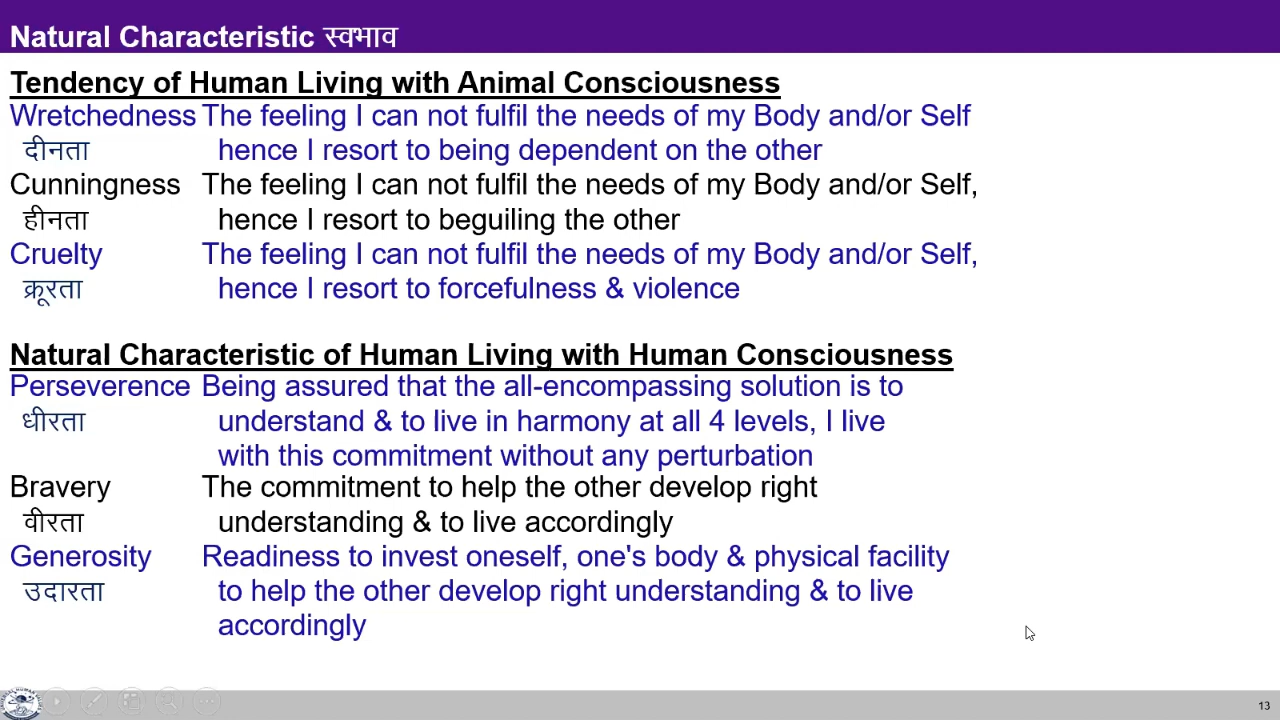 Natural Characteristic स्वभाव
Tendency of Human Living with Animal Consciousness
Wretchedness The feeling I can not fulfil the needs of my Body and/or Self
दीनता hence I resort to being dependent on the other
Cunningness The feeling I can not fulfil the needs of my Body and/or Self,
हीनता hence I resort to beguiling the other
Cruelty The feeling I can not fulfil the needs of my Body and/or Self,
क्रूरता hence I resort to forcefulness & violence
Natural Characteristic of Human Living with Human Consciousness
Perseverence Being assured that the all-encompassing solution is to
धीरता understand & to live in harmony at all 4 levels, I live
with this commitment without any perturbation
Bravery The commitment to help the other develop right
वीरता understanding & to live accordingly
Generosity Readiness to invest oneself, one's body & physical facility
उदारता to help the other develop right understanding & to live
accordingly
13